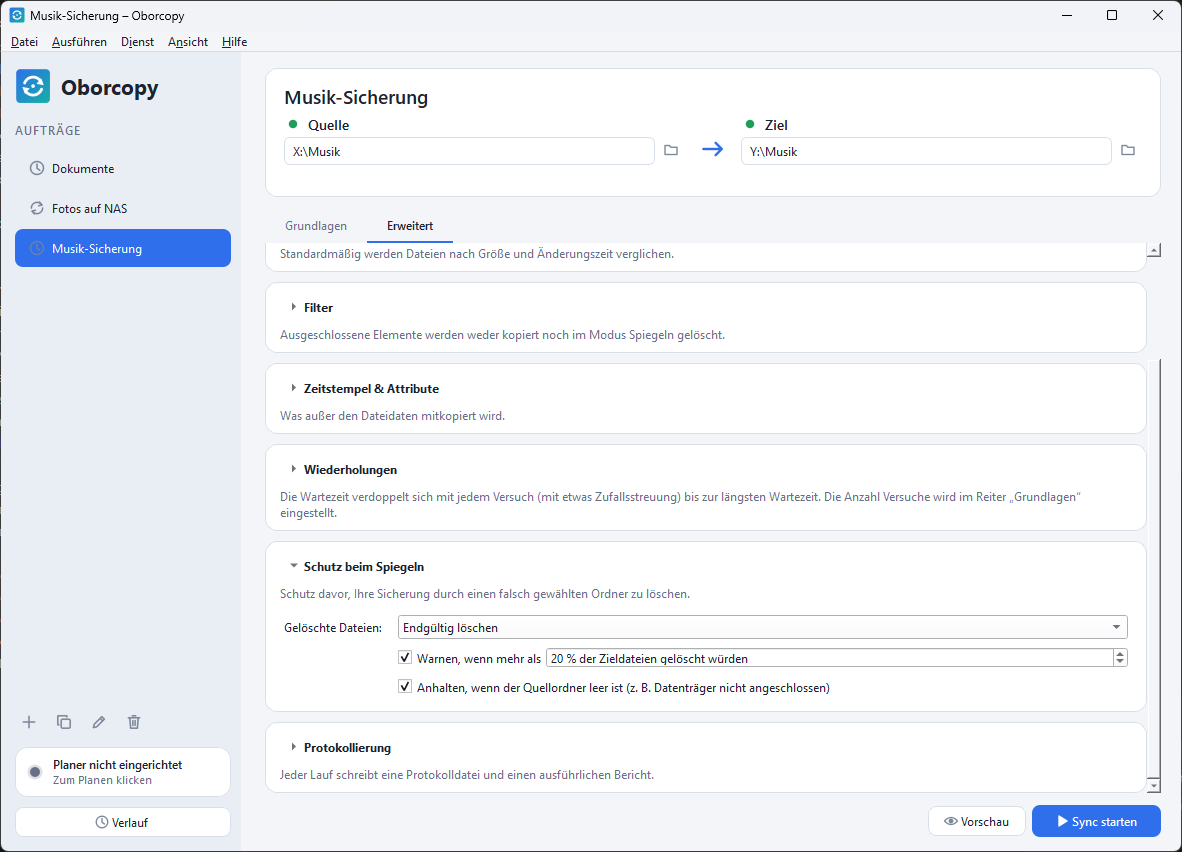 Musik-Sicherung – Oborcopy
Datei Ausführen Dienst Ansicht Hilfe
Oborcopy
AUFTRÄGE
Dokumente
Fotos auf NAS
Musik-Sicherung
Planer nicht eingerichtet
Zum Planen klicken
Verlauf
Musik-Sicherung
Quelle
Ziel
X:\Musik
Y:\Musik
Grundlagen
Erweitert
Standardmäßig werden Dateien nach Größe und Änderungszeit verglichen.
Filter
Ausgeschlossene Elemente werden weder kopiert noch im Modus Spiegeln gelöscht.
Zeitstempel & Attribute
Was außer den Dateidaten mitkopiert wird.
Wiederholungen
Die Wartezeit verdoppelt sich mit jedem Versuch (mit etwas Zufallsstreuung) bis zur längsten Wartezeit. Die Anzahl Versuche wird im Reiter „Grundlagen“
eingestellt.
Schutz beim Spiegeln
Schutz davor, Ihre Sicherung durch einen falsch gewählten Ordner zu löschen.
Gelöschte Dateien: Endgültig löschen
Warnen, wenn mehr als 20 % der Zieldateien gelöscht würden
Anhalten, wenn der Quellordner leer ist (z. B. Datenträger nicht angeschlossen)
Protokollierung
Jeder Lauf schreibt eine Protokolldatei und einen ausführlichen Bericht.
Vorschau
Sync starten